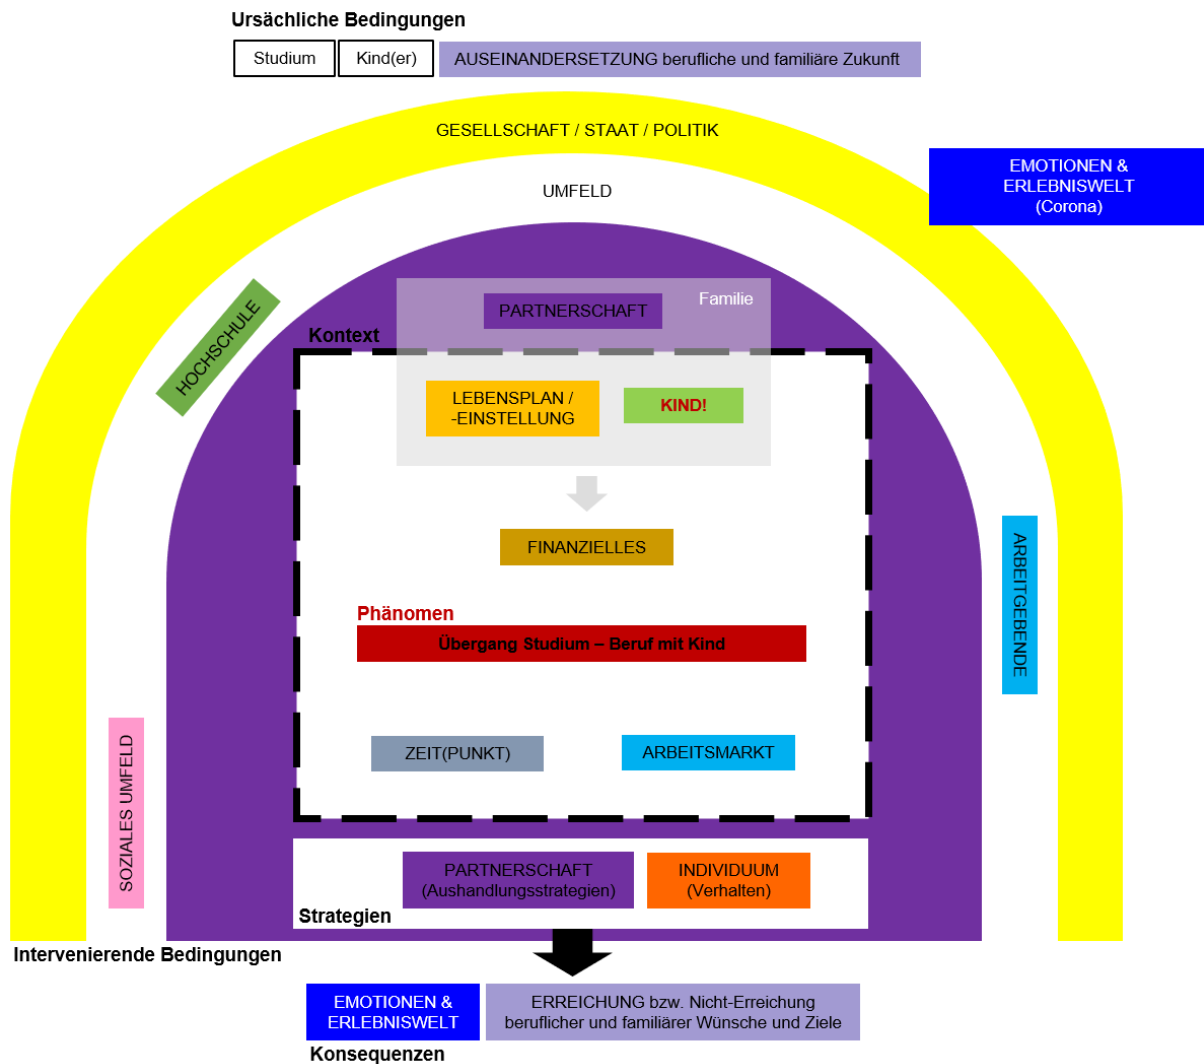 Ursächliche Bedingungen
Studium
Kind(er)
AUSEINANDERSETZUNG berufliche und familiäre Zukunft
GESELLSCHAFT / STAAT / POLITIK
EMOTIONEN &
ERLEBNISWELT
(Corona)
UMFELD
HOCHSCHULE
Familie
PARTNERSCHAFT
Kontext
LEBENSPLAN /
-EINSTELLUNG
KIND!
FINANZIELLES
ARBEITGEBENDE
Phänomen
Übergang Studium – Beruf mit Kind
SOZIALES UMFELD
ZEIT(PUNKT)
ARBEITSMARKT
PARTNERSCHAFT
(Aushandlungsstrategien)
INDIVIDUUM
(Verhalten)
Strategien
Intervenierende Bedingungen
EMOTIONEN &
ERLEBNISWELT
ERREICHUNG bzw. Nicht-Erreichung
beruflicher und familiärer Wünsche und Ziele
Konsequenzen